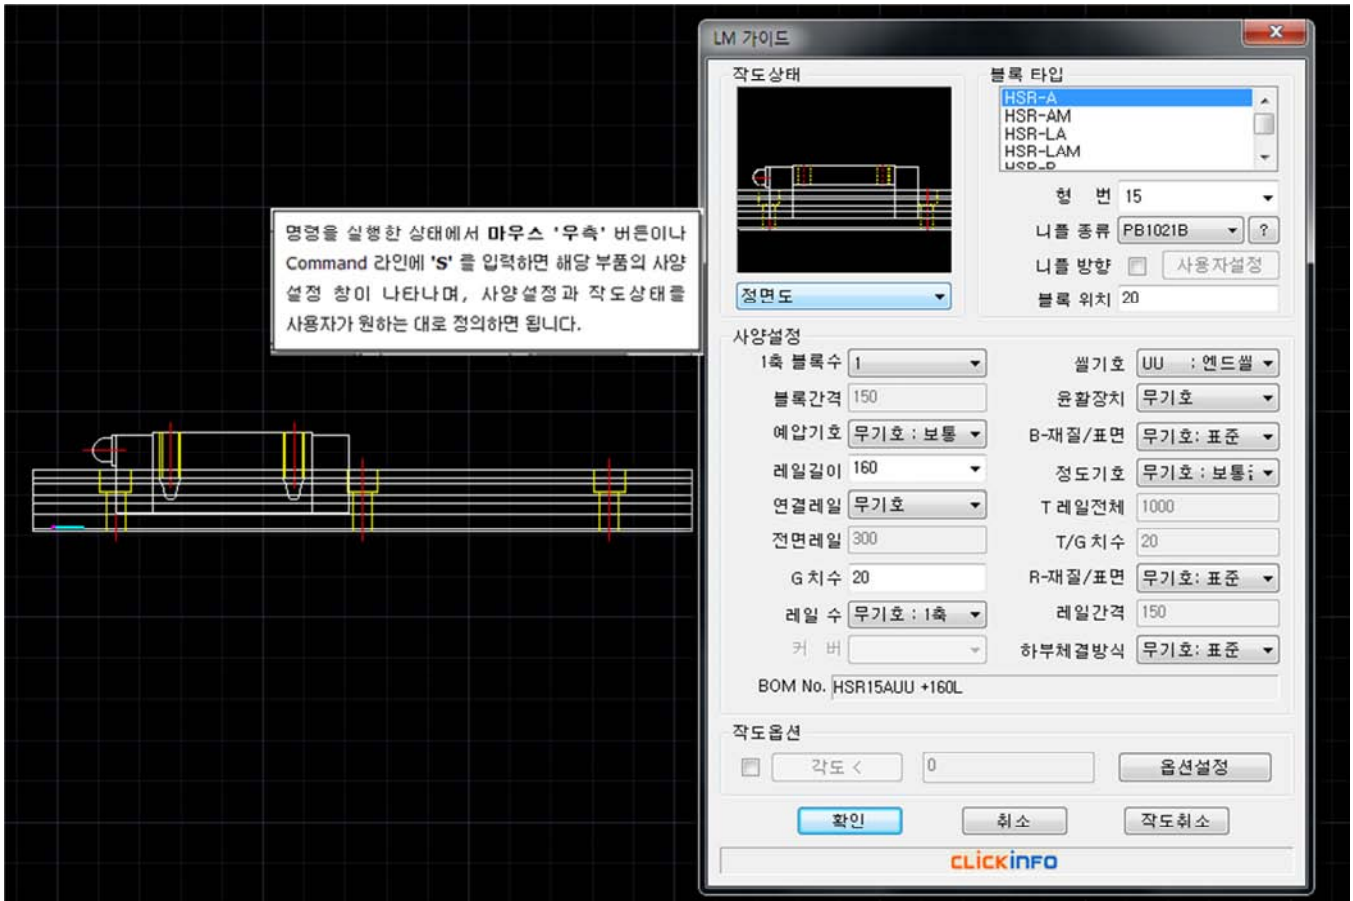 명령을 실행한 상태에서 마우스 '우측' 버튼이나
Command 라인에 'S' 를 입력하면 해당 부품의 사양
설정 창이 나타나며, 사양설정과 작도상태를
사용자가 원하는 대로 정의하면 됩니다.
LM 가이드
작도상태
정면도
블록 타입
HSR-A
HSR-AM
HSR-LA
HSR-LAM
형 번 15
니플 종류 PB1021B ?
니플 방향 사용자설정
블록 위치 20
사양설정
1축 블록수 1
블록간격 150
예압기호 무기호 : 보통
레일길이 160
연결레일 무기호
전면레일 300
G 치수 20
레일 수 무기호 : 1축
커 버
씰기호 UU : 엔드씰
윤활장치 무기호
B-재질/표면 무기호: 표준
정도기호 무기호 : 보통
T 레일전체 1000
T/G 치수 20
R-재질/표면 무기호: 표준
레일간격 150
하부체결방식 무기호: 표준
BOM No. HSR15AUU +160L
작도옵션
각도 < 0 옵션설정
확인 취소 작도취소
CLICKINFO